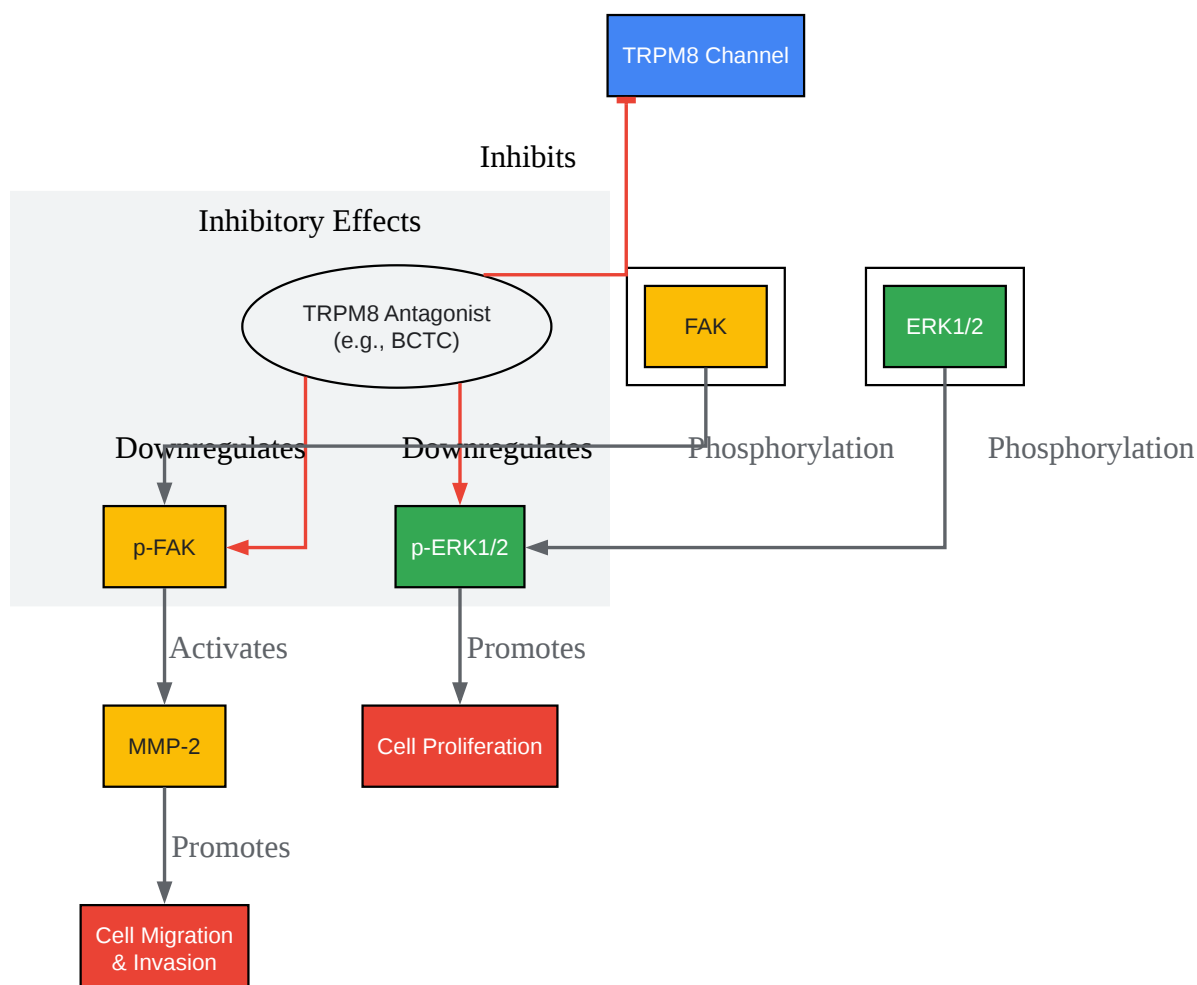 TRPM8 Channel
Inhibits
Inhibitory Effects
TRPM8 Antagonist
(e.g., BCTC)
FAK
ERK1/2
Downregulates
Downregulates
Phosphorylation
Phosphorylation
p-FAK
p-ERK1/2
Activates
Promotes
MMP-2
Cell Proliferation
Promotes
Cell Migration
& Invasion